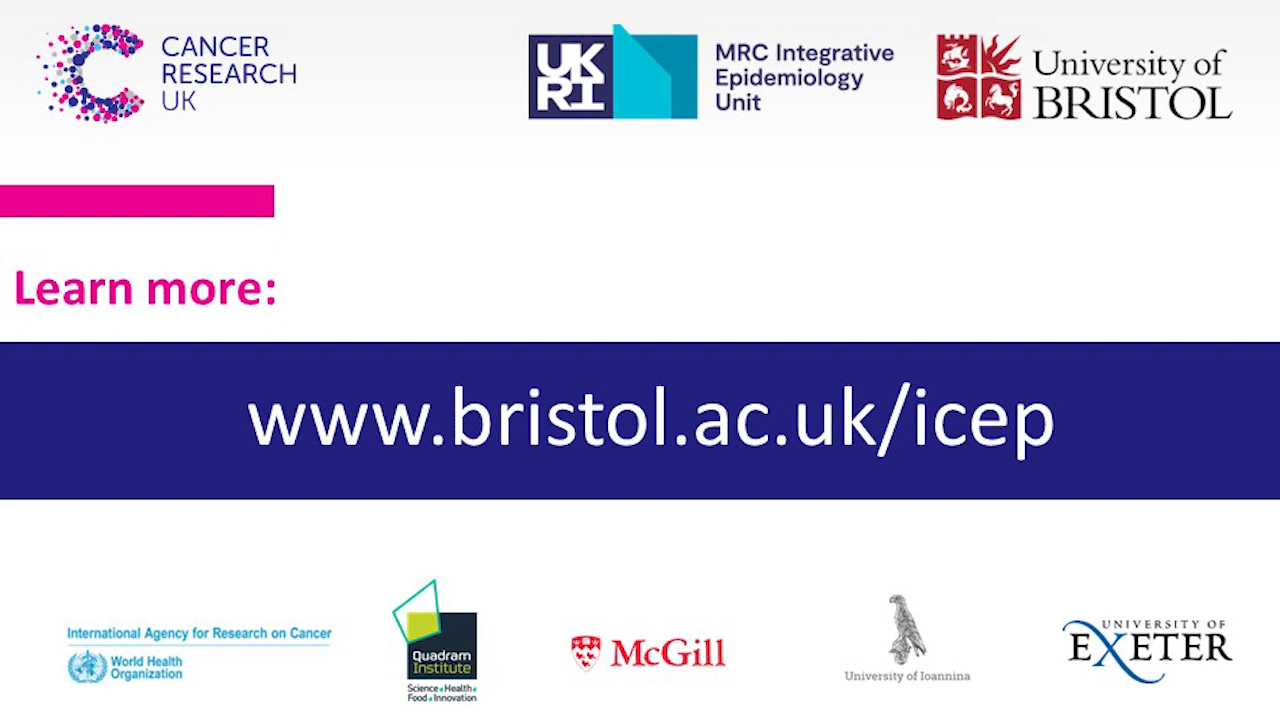 CANCER
RESEARCH
UK
UK
RI
MRC Integrative
Epidemiology
Unit
University of
BRISTOL
Learn more:
www.bristol.ac.uk/icep
International Agency for Research on Cancer
World Health
Organization
Quadram
Institute
Science Health
Food Innovation
McGill
University of Ioannina
UNIVERSITY OF
EXETER